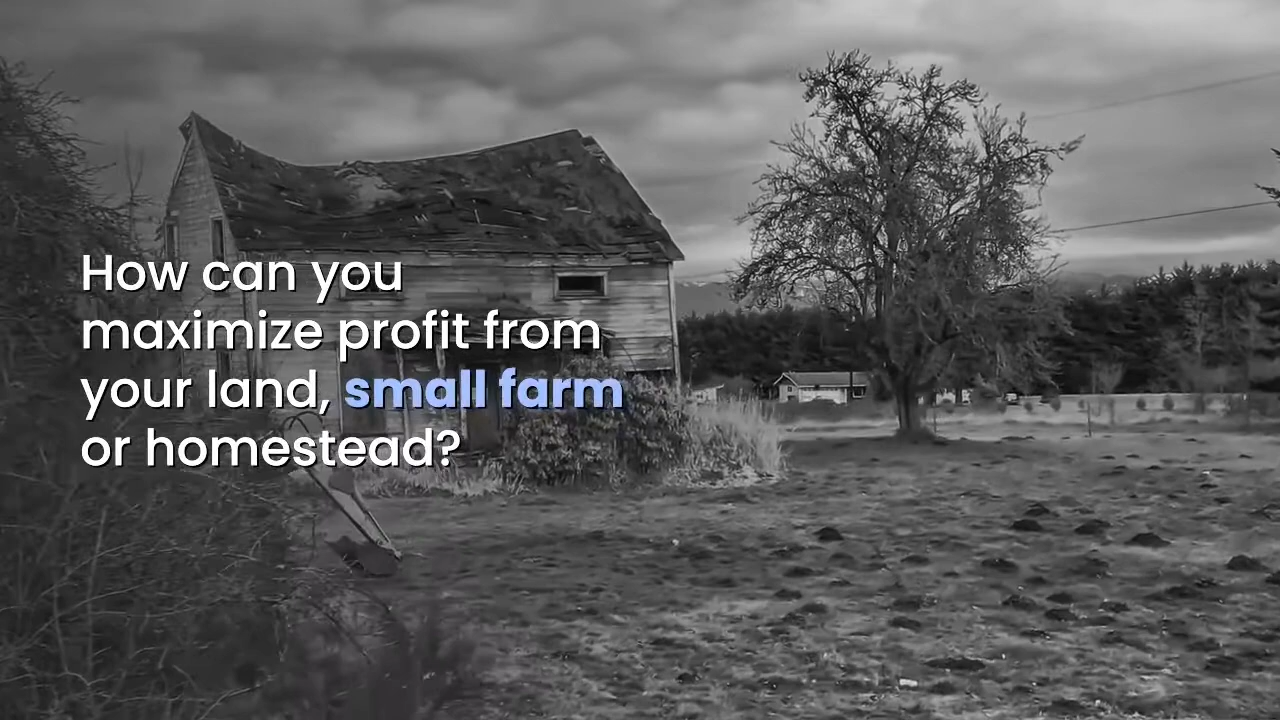 How can you
maximize profit from
your land, small farm
or homestead?